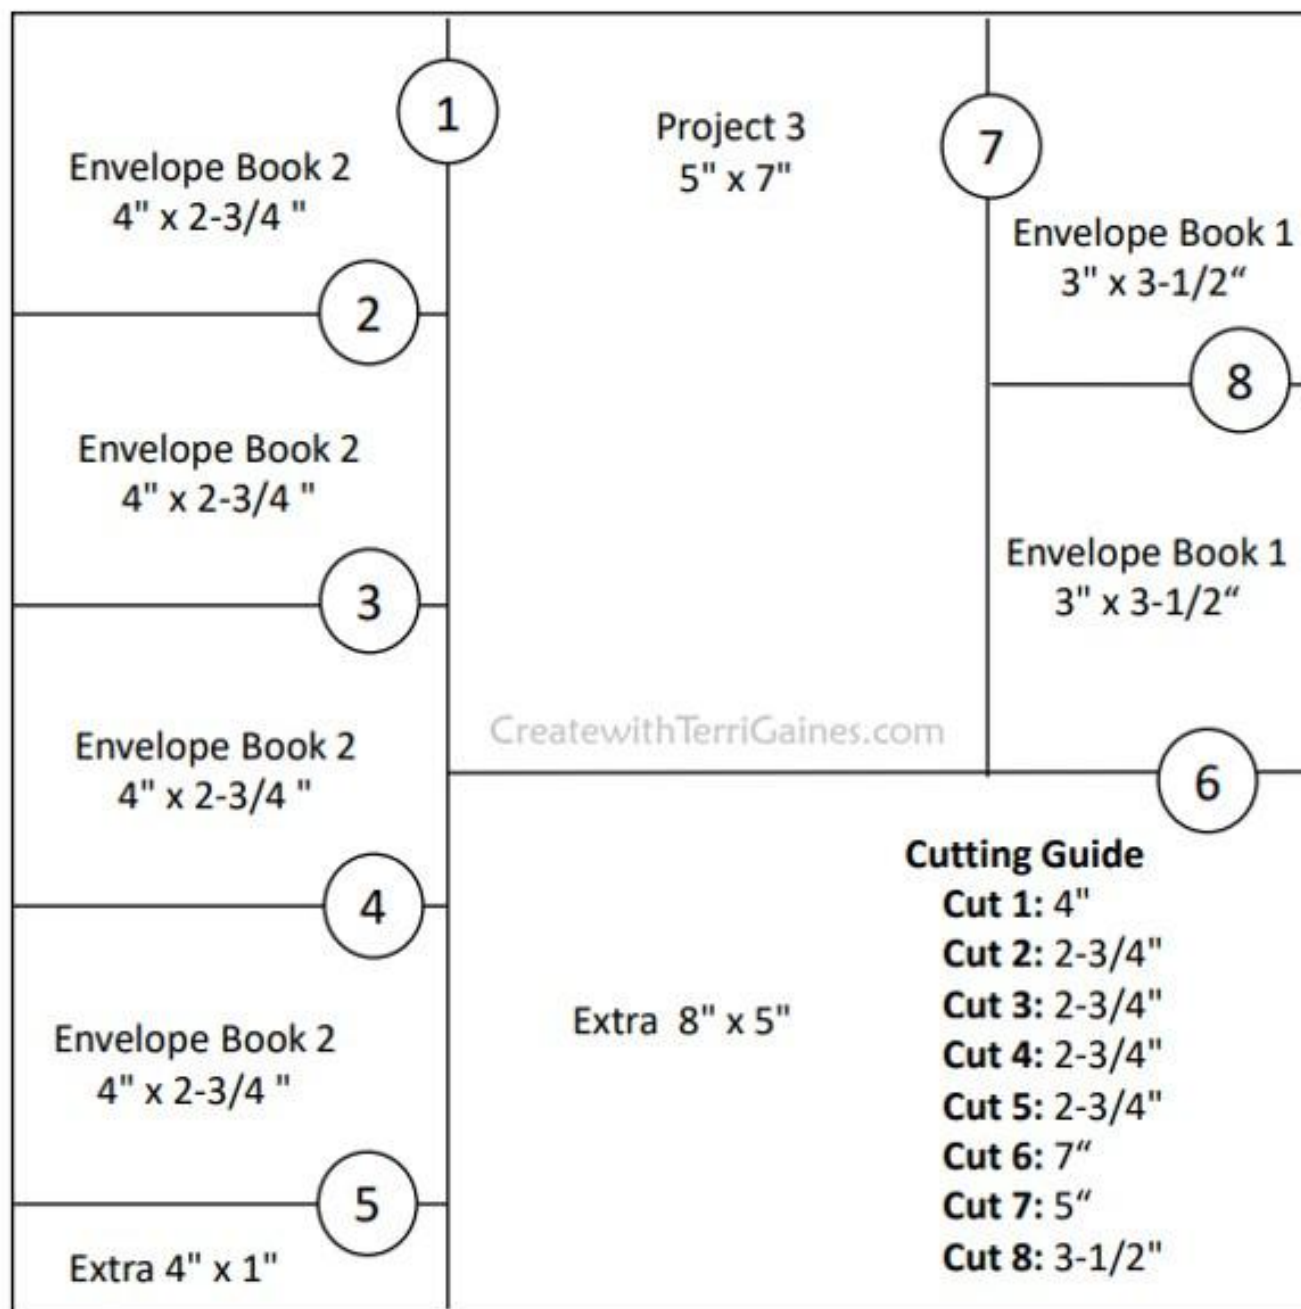 1
Envelope Book 2
4" x 2-3/4 "
2
Envelope Book 2
4" x 2-3/4 "
3
Envelope Book 2
4" x 2-3/4 "
4
Envelope Book 2
4" x 2-3/4 "
5
Extra 4" x 1"
Project 3
5" x 7"
CreatewithTerriGaines.com
7
Envelope Book 1
3" x 3-1/2“
8
Envelope Book 1
3" x 3-1/2“
6
Extra  8" x 5"
Cutting Guide
Cut 1: 4"
Cut 2: 2-3/4"
Cut 3: 2-3/4"
Cut 4: 2-3/4"
Cut 5: 2-3/4"
Cut 6: 7“
Cut 7: 5“
Cut 8: 3-1/2"